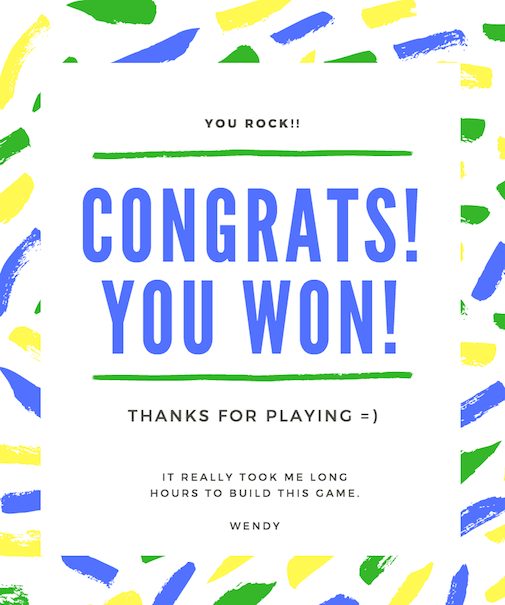 YOU ROCK!!
CONGRATS!
YOU WON!
THANKS FOR PLAYING =)
IT REALLY TOOK ME LONG
HOURS TO BUILD THIS GAME.
WENDY